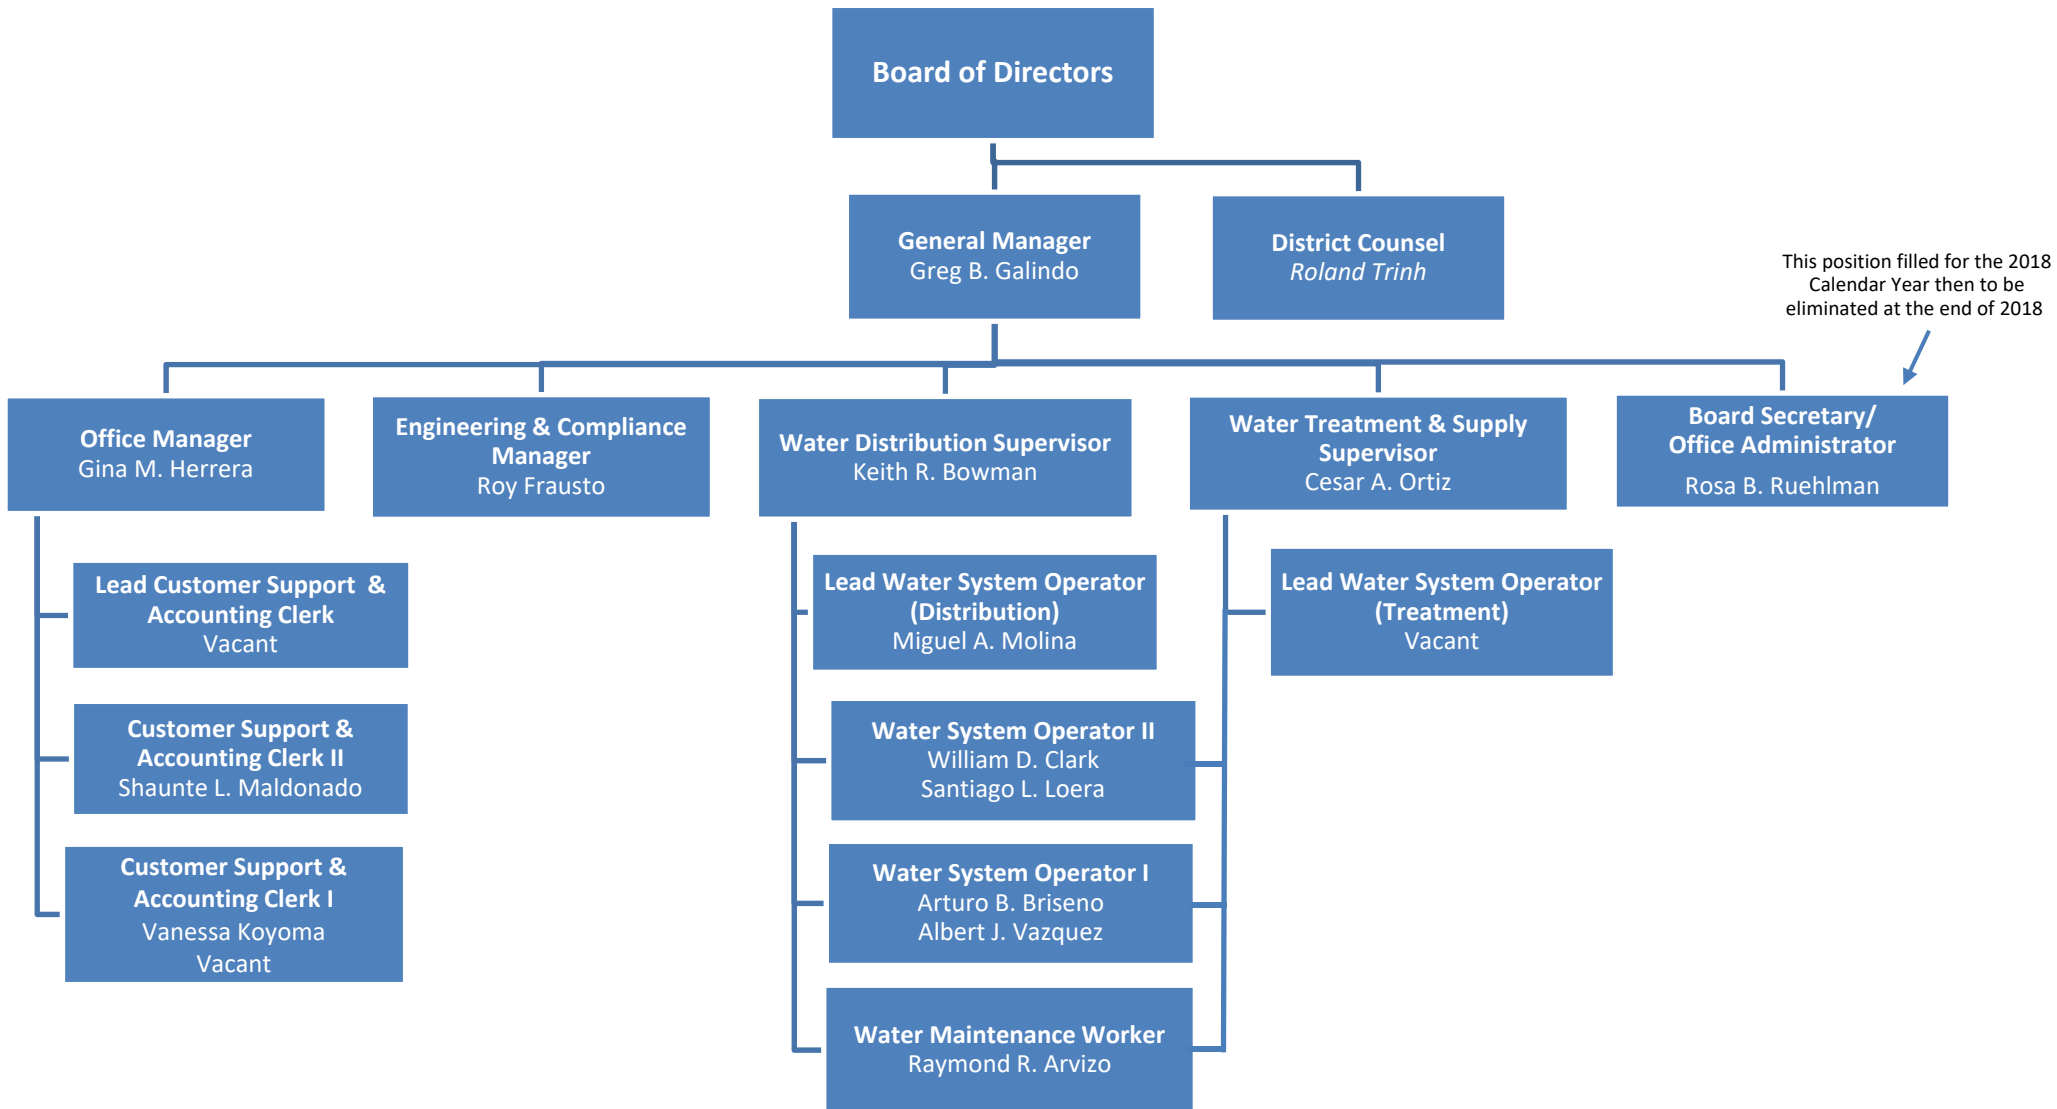 Board of Directors
General Manager
Greg B. Galindo
District Counsel
Roland Trinh
This position filled for the 2018
Calendar Year then to be
eliminated at the end of 2018
Office Manager
Gina M. Herrera
Engineering & Compliance
Manager
Roy Frausto
Water Distribution Supervisor
Keith R. Bowman
Water Treatment & Supply
Supervisor
Cesar A. Ortiz
Board Secretary/
Office Administrator
Rosa B. Ruehlman
Lead Customer Support &
Accounting Clerk
Vacant
Lead Water System Operator
(Distribution)
Miguel A. Molina
Lead Water System Operator
(Treatment)
Vacant
Customer Support &
Accounting Clerk II
Shaunte L. Maldonado
Water System Operator II
William D. Clark
Santiago L. Loera
Customer Support &
Accounting Clerk I
Vanessa Koyoma
Vacant
Water System Operator I
Arturo B. Briseno
Albert J. Vazquez
Water Maintenance Worker
Raymond R. Arvizo